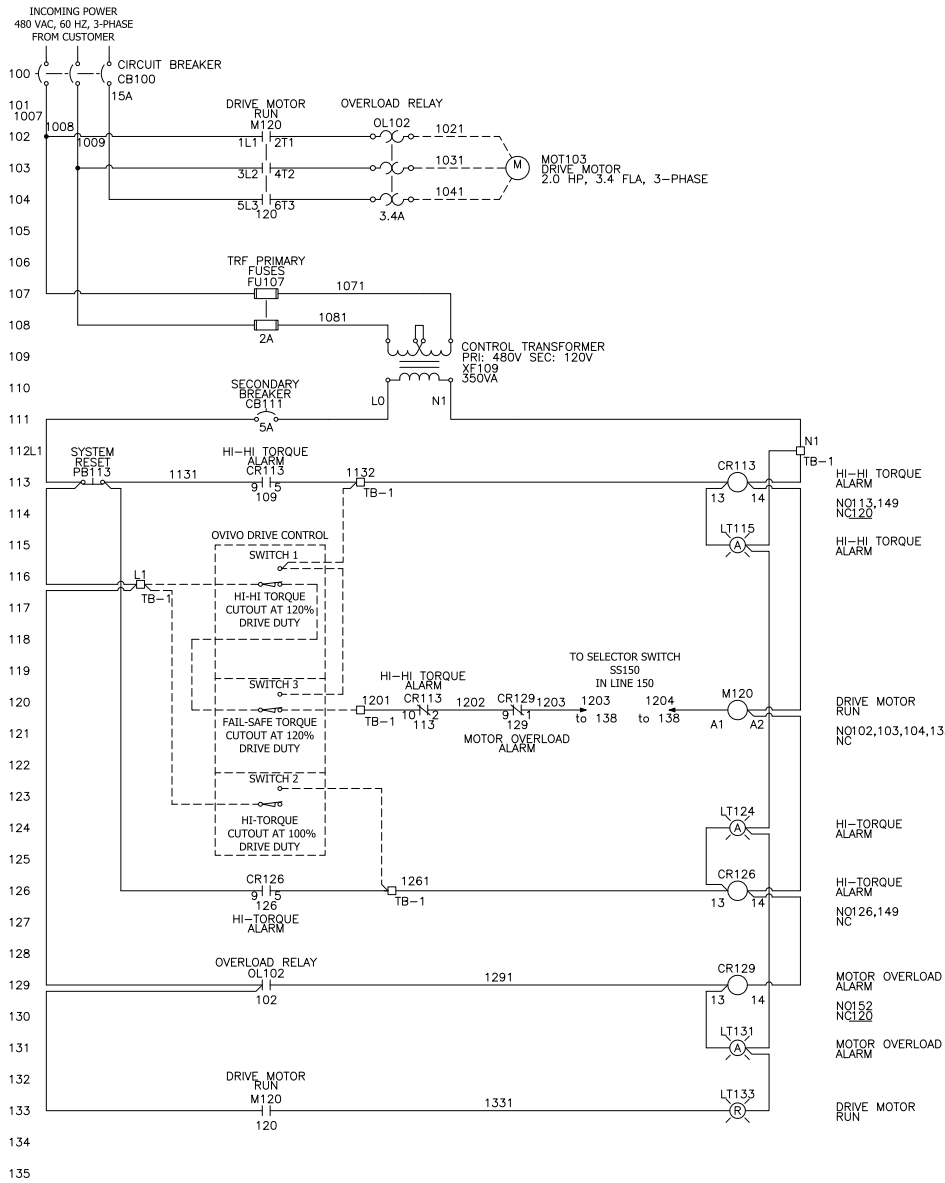 INCOMING POWER
480 VAC, 60 HZ, 3-PHASE
FROM CUSTOMER
100
CIRCUIT BREAKER
CB100
15A
101
1007
1008
1009
DRIVE MOTOR
RUN
M120
OVERLOAD RELAY
OL102
102
1L1
2T1
1021
103
3L2
4T2
1031
M
MOT103
DRIVE MOTOR
2.0 HP, 3.4 FLA, 3-PHASE
104
5L3
6T3
120
1041
3.4A
105
106
TRF PRIMARY
FUSES
FU107
107
1071
108
1081
2A
109
CONTROL TRANSFORMER
PRI: 480V SEC: 120V
XF109
350VA
110
SECONDARY
BREAKER
CB111
L0
N1
111
5A
112
L1
SYSTEM
RESET
PB113
HI-HI TORQUE
ALARM
CR113
N1
TB-1
113
1131
9
5
109
1132
TB-1
CR113
13
14
HI-HI TORQUE
ALARM
NO113,149
NC120
114
OVIVO DRIVE CONTROL
LT115
115
SWITCH 1
A
HI-HI TORQUE
ALARM
116
L1
TB-1
HI-HI TORQUE
CUTOUT AT 120%
DRIVE DUTY
117
118
119
TO SELECTOR SWITCH
SS150
IN LINE 150
SWITCH 3
HI-HI TORQUE
ALARM
120
1201
TB-1
CR113
10
2
113
1202
CR129
9
1
129
1203
to 138
1204
to 138
M120
A1
A2
DRIVE MOTOR
RUN
NO102,103,104,13
NC
121
FAIL-SAFE TORQUE
CUTOUT AT 120%
DRIVE DUTY
MOTOR OVERLOAD
ALARM
122
SWITCH 2
123
LT124
124
HI-TORQUE
CUTOUT AT 100%
DRIVE DUTY
A
HI-TORQUE
ALARM
125
126
CR126
9
5
126
HI-TORQUE
ALARM
1261
TB-1
CR126
13
14
HI-TORQUE
ALARM
NO126,149
NC
127
128
OVERLOAD RELAY
OL102
129
102
1291
CR129
13
14
MOTOR OVERLOAD
ALARM
NO152
NC120
130
LT131
131
A
MOTOR OVERLOAD
ALARM
132
DRIVE MOTOR
RUN
M120
LT133
133
120
1331
R
DRIVE MOTOR
RUN
134
135